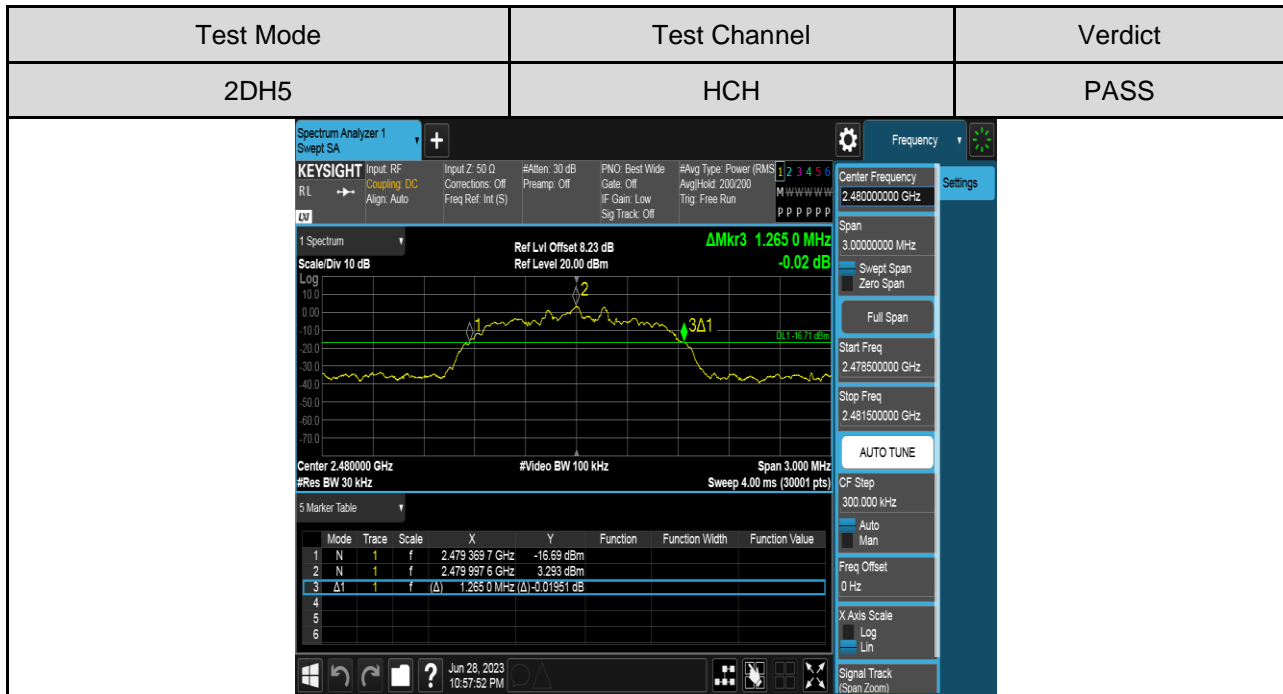 Test Mode Test Channel Verdict
2DH5 HCH PASS
Spectrum Analyzer 1
Swept SA
+
Frequency
KEYSIGHT
RL
LXI
Input: RF
Coupling: DC
Align: Auto
Input Z: 50 Ω
Corrections: Off
Freq Ref: Int (S)
#Atten: 30 dB
Preamp: Off
PNO: Best Wide
Gate: Off
IF Gain: Low
Sig Track: Off
#Avg Type: Power (RMS
Avg|Hold: 200/200
Trig: Free Run
1 2 3 4 5 6
M W W W W W
P P P P P P
Center Frequency
2.480000000 GHz
Settings
1 Spectrum
Scale/Div 10 dB
Ref Lvl Offset 8.23 dB
Ref Level 20.00 dBm
ΔMkr3 1.265 0 MHz
-0.02 dB
Log
10.0
0.00
-10.0
-20.0
-30.0
-40.0
-50.0
-60.0
-70.0
1
2
3Δ1
DL1 -16.71 dBm
Center 2.480000 GHz
#Res BW 30 kHz
#Video BW 100 kHz
Span 3.000 MHz
Sweep 4.00 ms (30001 pts)
Span
3.00000000 MHz
Swept Span
Zero Span
Full Span
Start Freq
2.478500000 GHz
Stop Freq
2.481500000 GHz
AUTO TUNE
CF Step
300.000 kHz
Auto
Man
Freq Offset
0 Hz
X Axis Scale
Log
Lin
Signal Track
(Span Zoom)
5 Marker Table
Mode Trace Scale X Y Function Function Width Function Value
1 N 1 f 2.479 369 7 GHz -16.69 dBm
2 N 1 f 2.479 997 6 GHz 3.293 dBm
3 Δ1 1 f (Δ) 1.265 0 MHz (Δ) -0.01951 dB
4
5
6
?
Jun 28, 2023
10:57:52 PM